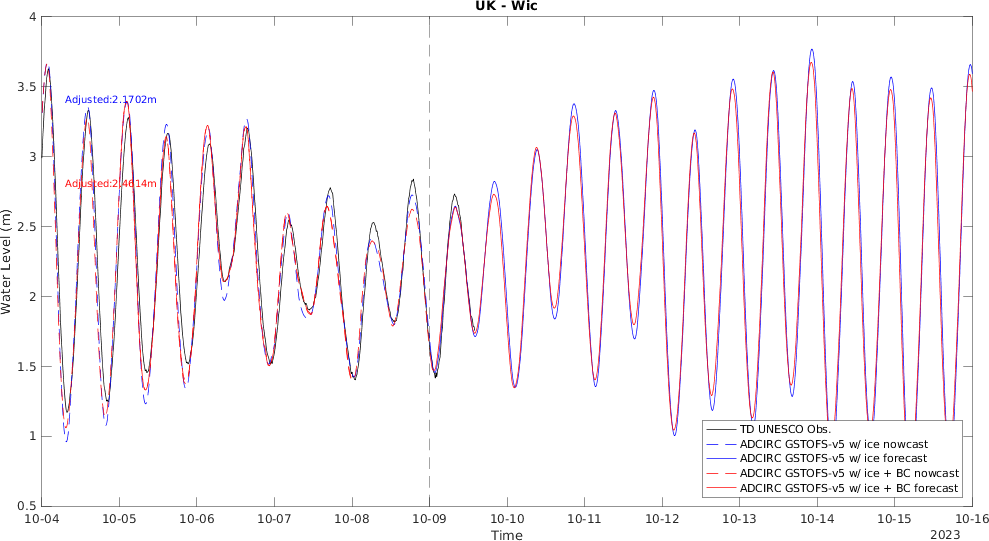 UK - Wic
4
3.5
3
2.5
2
1.5
1
0.5
Water Level (m)
Adjusted:2.1702m
Adjusted:2.4614m
TD UNESCO Obs.
ADCIRC GSTOFS-v5 w/ ice nowcast
ADCIRC GSTOFS-v5 w/ ice forecast
ADCIRC GSTOFS-v5 w/ ice + BC nowcast
ADCIRC GSTOFS-v5 w/ ice + BC forecast
10-04 10-05 10-06 10-07 10-08 10-09 10-10 10-11 10-12 10-13 10-14 10-15 10-16
Time
2023